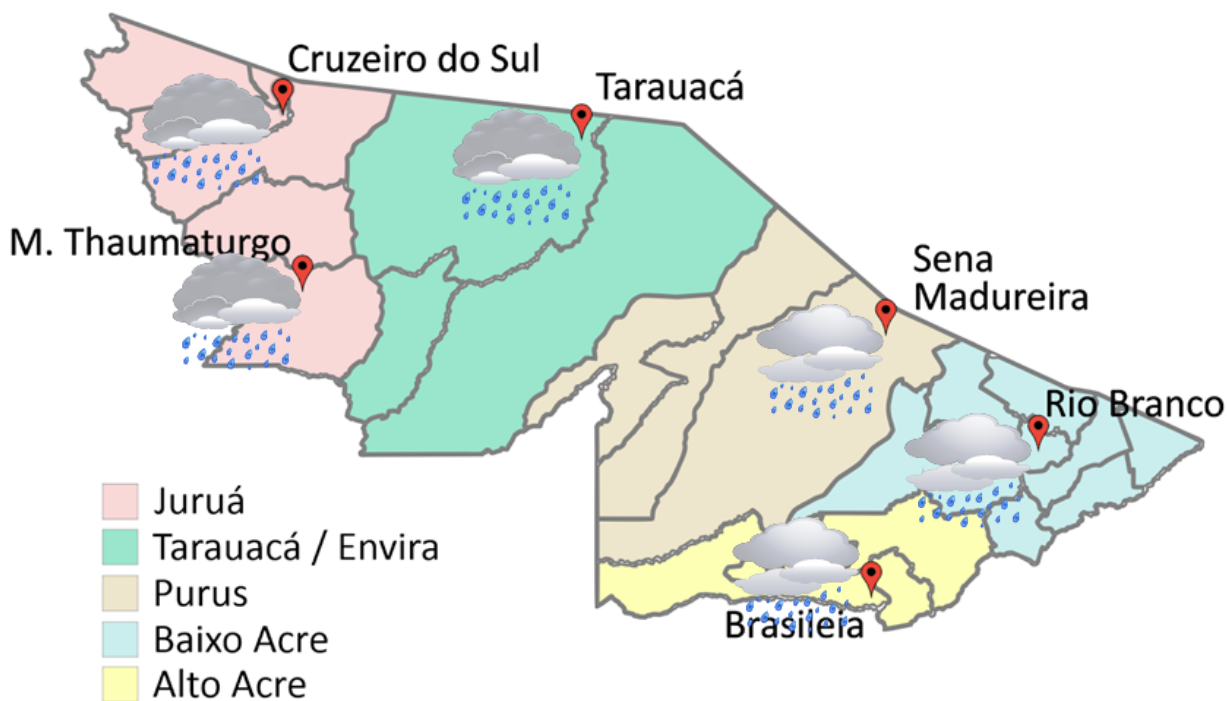 Cruzeiro do Sul
Tarauacá
M. Thaumaturgo
Sena
Madureira
Rio Branco
Brasileia
Juruá
Tarauacá / Envira
Purus
Baixo Acre
Alto Acre